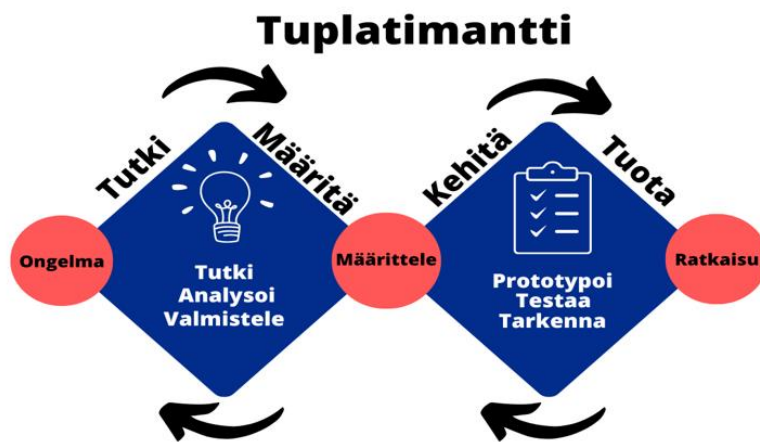 Tuplatimantti
Tutki
Määritä
Kehitä
Tuota
Ongelma
Tutki
Analysoi
Valmistele
Määrittele
Prototypoi
Testaa
Tarkenna
Ratkaisu